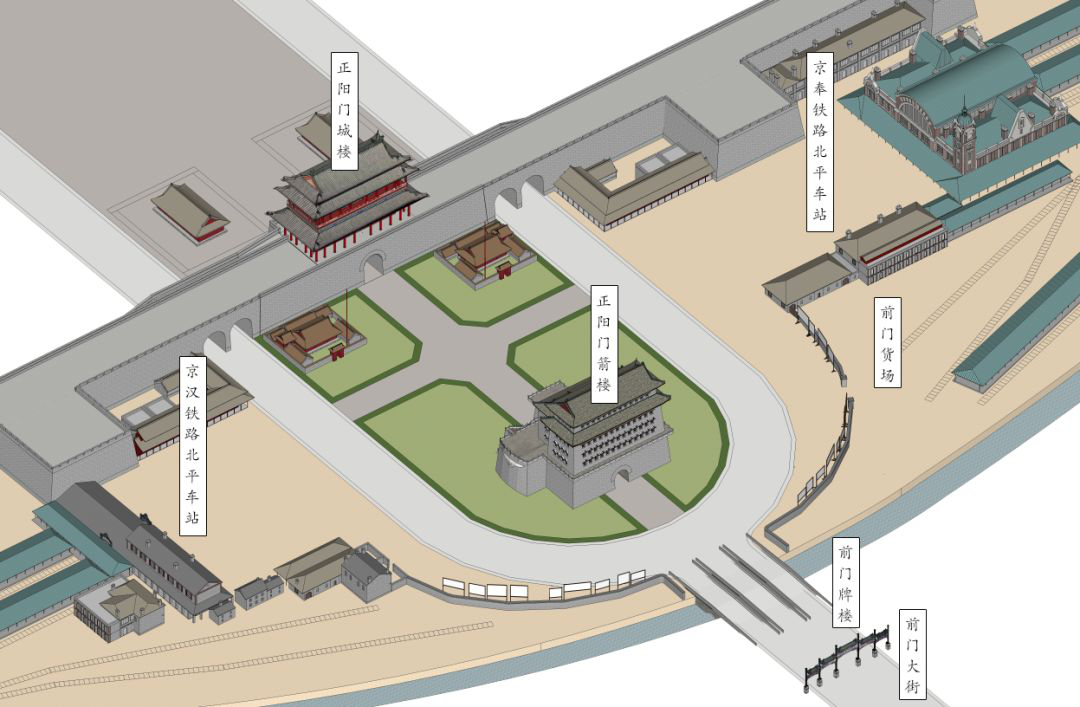 正阳门城楼
京奉铁路北平车站
正阳门箭楼
前门货场
京汉铁路北平车站
前门牌楼
前门大街